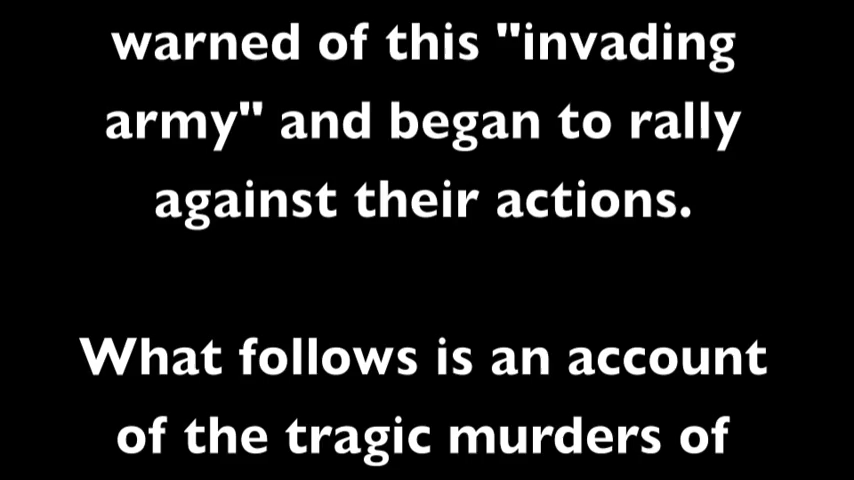 warned of this "invading
army" and began to rally
against their actions.
What follows is an account
of the tragic murders of